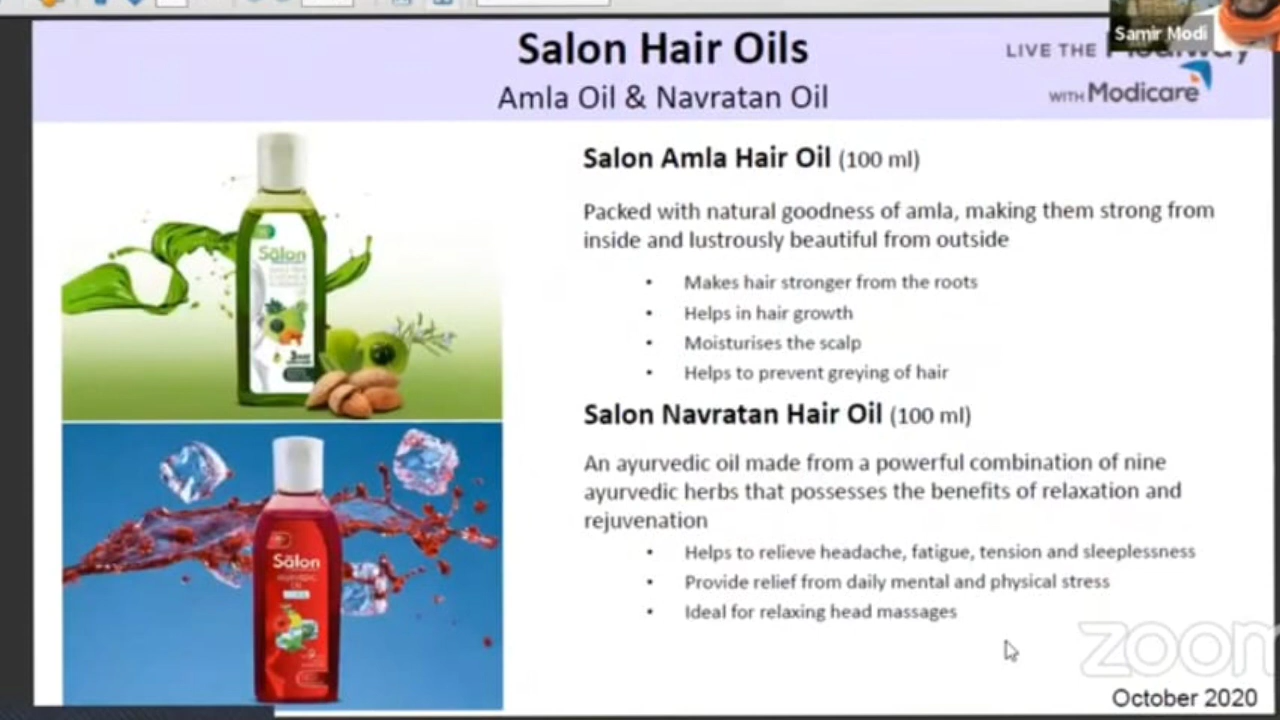 Salon Hair Oils
Amla Oil & Navratan Oil
Samir Modi
LIVE THE Modiway
WITH Modicare
Salon Amla Hair Oil (100 ml)
Packed with natural goodness of amla, making them strong from
inside and lustrously beautiful from outside
• Makes hair stronger from the roots
• Helps in hair growth
• Moisturises the scalp
• Helps to prevent greying of hair
Sälon
Salon Navratan Hair Oil (100 ml)
An ayurvedic oil made from a powerful combination of nine
ayurvedic herbs that possesses the benefits of relaxation and
rejuvenation
• Helps to relieve headache, fatigue, tension and sleeplessness
• Provide relief from daily mental and physical stress
• Ideal for relaxing head massages
Sälon
AYURVEDIC
OIL
zoom
October 2020